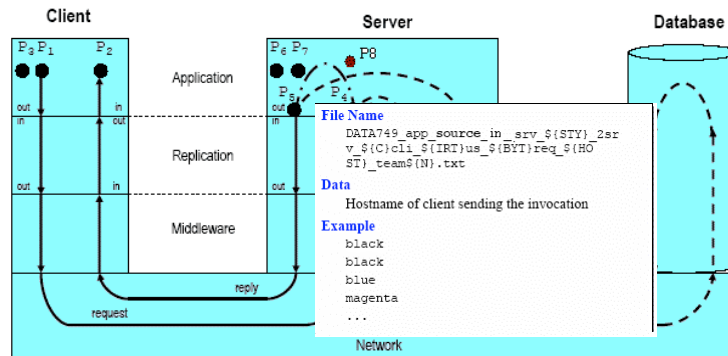 Client
Server
Database
P3 P1
P2
P6 P7
P8
Application
P5
P4
out
in
out
in
out
in
Replication
out
in
Middleware
File Name
DATA749_app_source_in_srv_${STY}_2sr
v_${C}cli_${IRT}us_${BYT}req_${HO
ST}_team${N}.txt
Data
Hostname of client sending the invocation
Example
black
black
blue
magenta
...
reply
request
Network